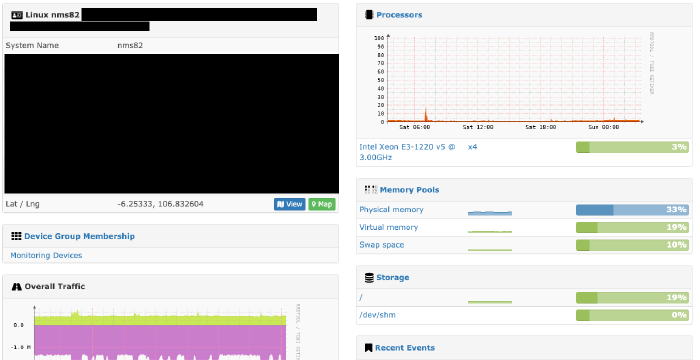 Linux nms82
System Name nms82
Lat / Lng -6.25333, 106.832604 View Map
Device Group Membership
Monitoring Devices
Overall Traffic
0.0
-1.0 M
Processors
100
90
80
70
60
50
40
30
20
10
0
Sat 06:00 Sat 12:00 Sat 18:00 Sun 00:00
Intel Xeon E3-1220 v5 @ x4 3%
3.00GHz
Memory Pools
Physical memory 33%
Virtual memory 19%
Swap space 10%
Storage
/ 19%
/dev/shm 0%
Recent Events